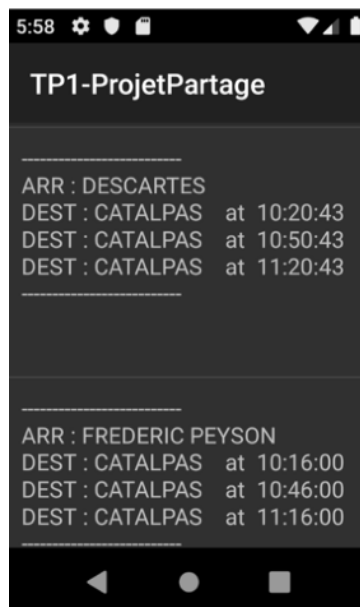 5:58
TP1-ProjetPartage
--------------------------
ARR : DESCARTES
DEST : CATALPAS at 10:20:43
DEST : CATALPAS at 10:50:43
DEST : CATALPAS at 11:20:43
--------------------------
--------------------------
ARR : FREDERIC PEYSON
DEST : CATALPAS at 10:16:00
DEST : CATALPAS at 10:46:00
DEST : CATALPAS at 11:16:00
--------------------------